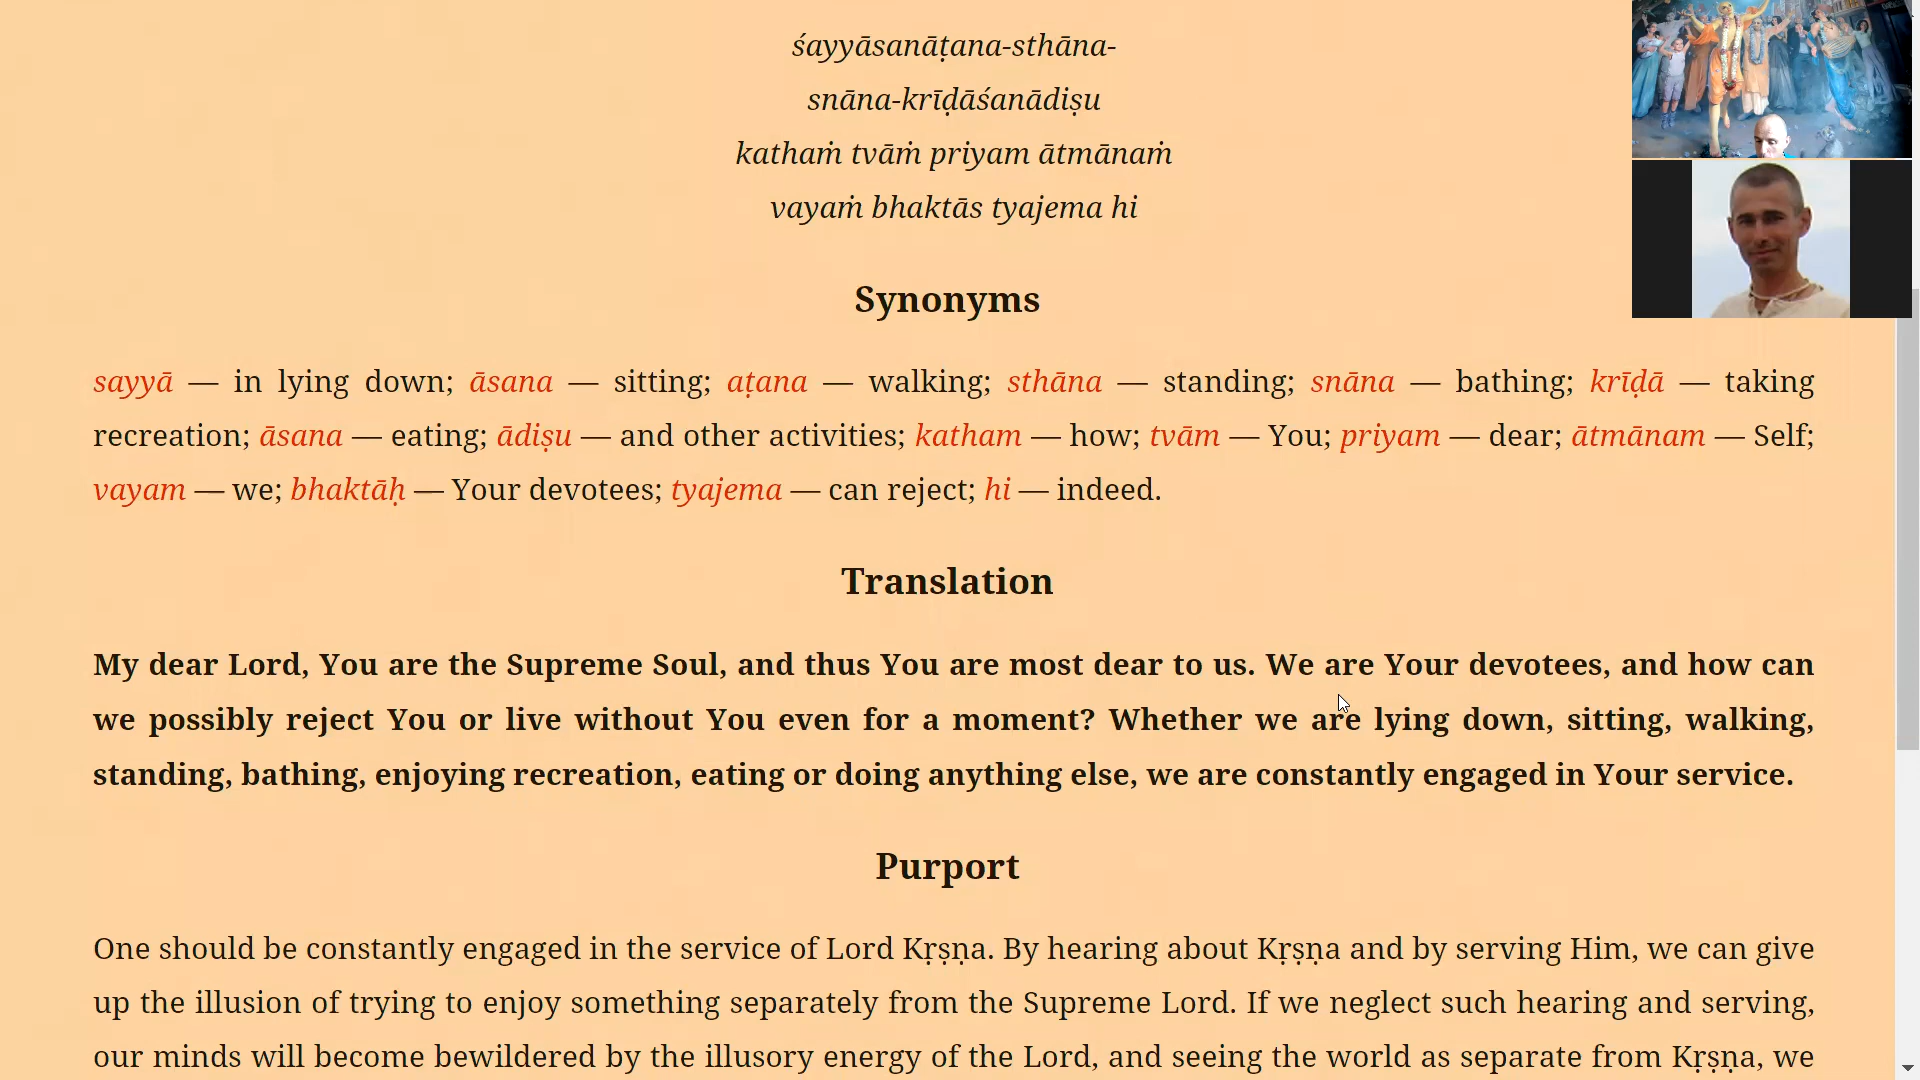 śayyāsanāṭana-sthāna-
snāna-krīḍāśanādiṣu
kathaṁ tvāṁ priyam ātmānaṁ
vayaṁ bhaktās tyajema hi
Synonyms
sayyā — in lying down; āsana — sitting; aṭana — walking; sthāna — standing; snāna — bathing; krīḍā — taking
recreation; āsana — eating; ādiṣu — and other activities; katham — how; tvām — You; priyam — dear; ātmānam — Self;
vayam — we; bhaktāḥ — Your devotees; tyajema — can reject; hi — indeed.
Translation
My dear Lord, You are the Supreme Soul, and thus You are most dear to us. We are Your devotees, and how can
we possibly reject You or live without You even for a moment? Whether we are lying down, sitting, walking,
standing, bathing, enjoying recreation, eating or doing anything else, we are constantly engaged in Your service.
Purport
One should be constantly engaged in the service of Lord Kṛṣṇa. By hearing about Kṛṣṇa and by serving Him, we can give
up the illusion of trying to enjoy something separately from the Supreme Lord. If we neglect such hearing and serving,
our minds will become bewildered by the illusory energy of the Lord, and seeing the world as separate from Kṛṣṇa, we